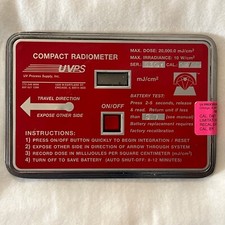 COMPACT RADIOMETER
MAX. DOSE: 20,000.0 mJ/cm²
MAX. IRRADIANCE: 10 W/cm²
SER.
CAL.
UVPS
UV Process Supply, Inc.
mJ/cm²
BATTERY TEST:
Press 2-5 seconds, release
& read. Return unit if less
than (see manual)
Battery replacement requires
factory recalibration.
TRAVEL DIRECTION
EXPOSE OTHER SIDE
ON/OFF
INSTRUCTIONS:
1) PRESS ON/OFF BUTTON QUICKLY TO BEGIN INTEGRATION / RESET
2) EXPOSE OTHER SIDE IN DIRECTION OF ARROW THROUGH SYSTEM
3) RECORD DOSE IN MILLIJOULES PER SQUARE CENTIMETER (mJ/cm²)
4) TURN OFF TO SAVE BATTERY (AUTO SHUT-OFF: 8-12 MINUTES)